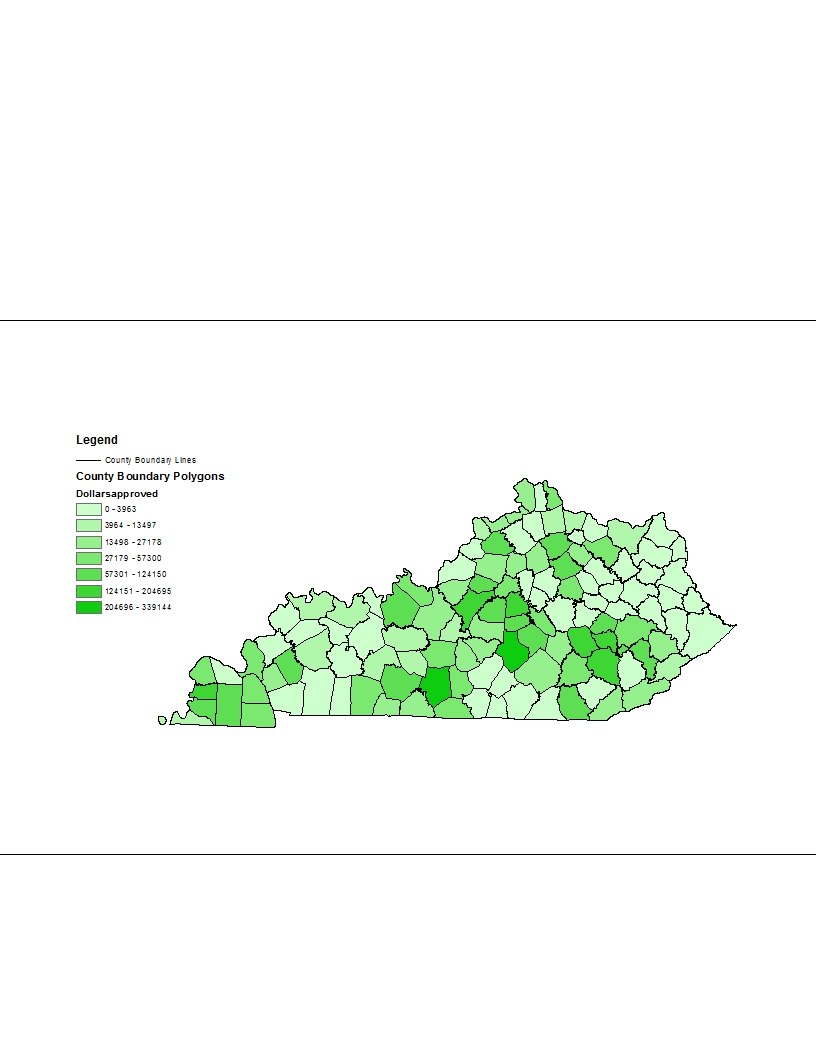 Legend
County Boundary Lines
County Boundary Polygons
Dollarsapproved
0 - 3963
3964 - 13497
13498 - 27178
27179 - 57300
57301 - 124150
124151 - 204695
204696 - 339144